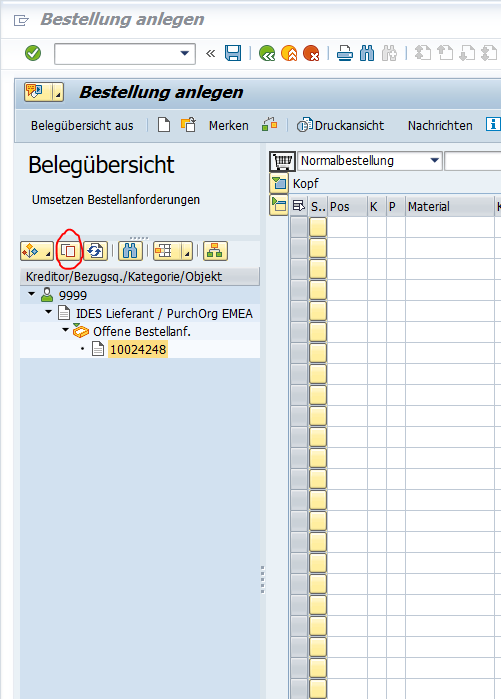 Bestellung anlegen
Bestellung anlegen
Belegübersicht aus Merken Druckansicht Nachrichten
Belegübersicht
Umsetzen Bestellanforderungen
Kreditor/Bezugsq./Kategorie/Objekt
9999
IDES Lieferant / PurchOrg EMEA
Offene Bestellanf.
10024248
Normalbestellung
Kopf
S.. Pos K P Material K